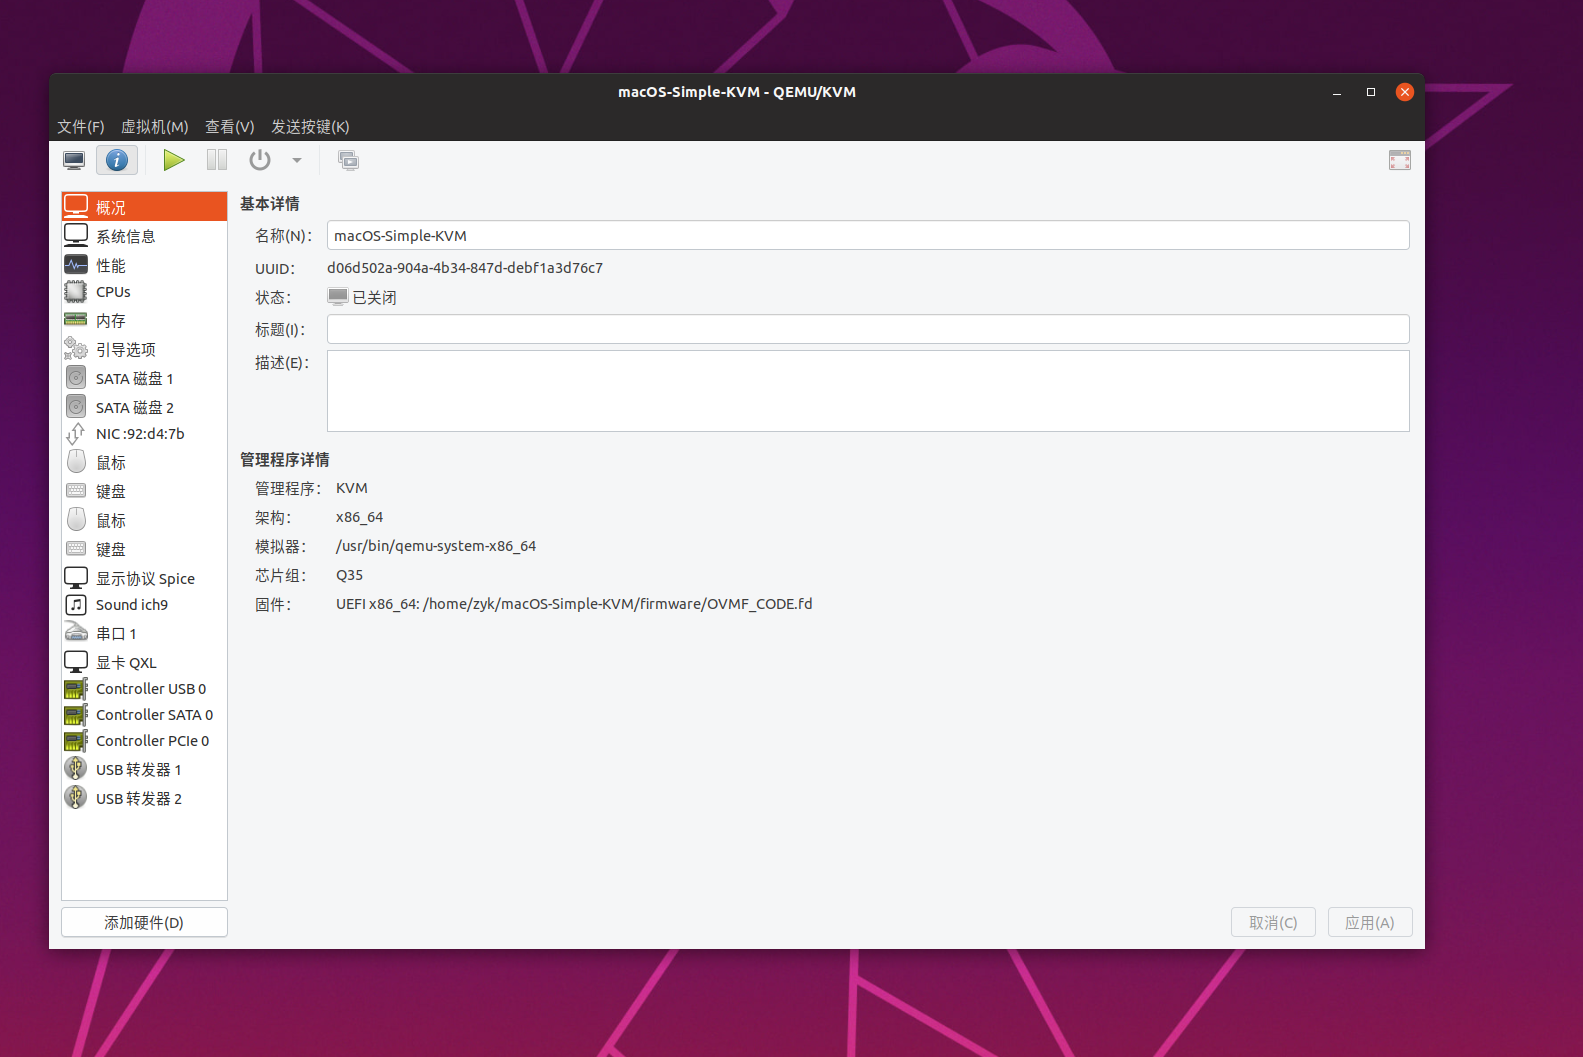 macOS-Simple-KVM - QEMU/KVM
文件(F) 虚拟机(M) 查看(V) 发送按键(K)
概况
系统信息
性能
CPUs
内存
引导选项
SATA 磁盘 1
SATA 磁盘 2
NIC :92:d4:7b
鼠标
键盘
鼠标
键盘
显示协议 Spice
Sound ich9
串口 1
显卡 QXL
Controller USB 0
Controller SATA 0
Controller PCIe 0
USB 转发器 1
USB 转发器 2
添加硬件(D)
基本详情
名称(N)： macOS-Simple-KVM
UUID： d06d502a-904a-4b34-847d-debf1a3d76c7
状态： 已关闭
标题(I)：
描述(E)：
管理程序详情
管理程序： KVM
架构： x86_64
模拟器： /usr/bin/qemu-system-x86_64
芯片组： Q35
固件： UEFI x86_64: /home/zyk/macOS-Simple-KVM/firmware/OVMF_CODE.fd
取消(C) 应用(A)